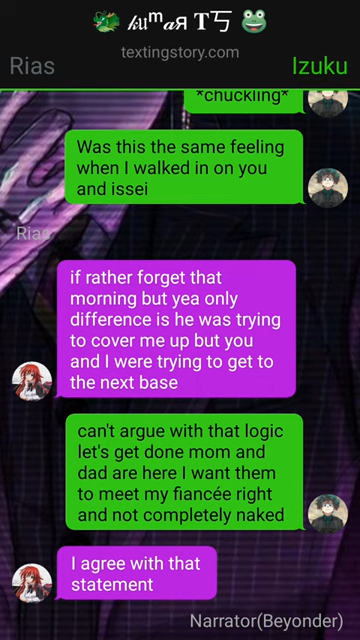 textingstory.com
Rias
Izuku
*chuckling*
Was this the same feeling
when I walked in on you
and issei
Rias
if rather forget that
morning but yea only
difference is he was trying
to cover me up but you
and I were trying to get to
the next base
can't argue with that logic
let's get done mom and
dad are here I want them
to meet my fiancée right
and not completely naked
I agree with that
statement
Narrator(Beyonder)